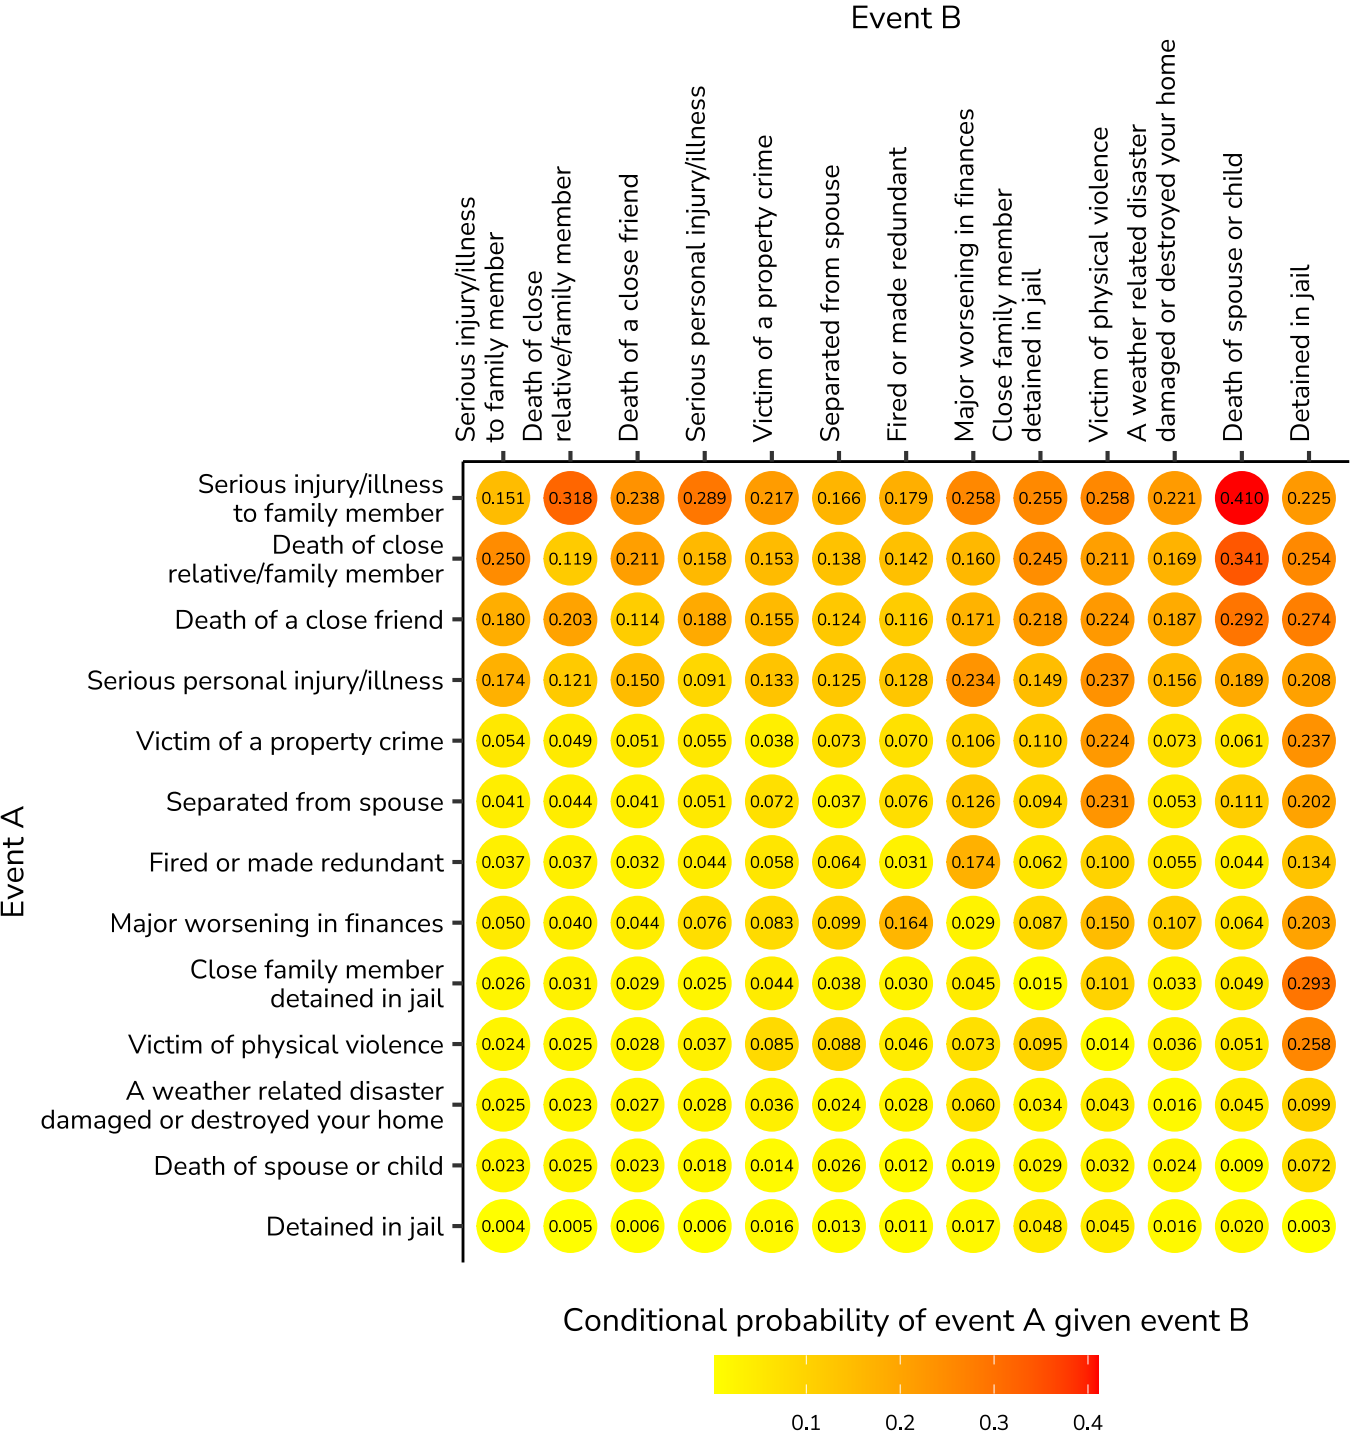 Event B
Serious injury/illness
to family member
Death of close
relative/family member
Death of a close friend
Serious personal injury/illness
Victim of a property crime
Separated from spouse
Fired or made redundant
Major worsening in finances
Close family member
detained in jail
Victim of physical violence
A weather related disaster
damaged or destroyed your home
Death of spouse or child
Detained in jail
Event A
Serious injury/illness
to family member
0.151 0.318 0.238 0.289 0.217 0.166 0.179 0.258 0.255 0.258 0.221 0.410 0.225
Death of close
relative/family member
0.250 0.119 0.211 0.158 0.153 0.138 0.142 0.160 0.245 0.211 0.169 0.341 0.254
Death of a close friend
0.180 0.203 0.114 0.188 0.155 0.124 0.116 0.171 0.218 0.224 0.187 0.292 0.274
Serious personal injury/illness
0.174 0.121 0.150 0.091 0.133 0.125 0.128 0.234 0.149 0.237 0.156 0.189 0.208
Victim of a property crime
0.054 0.049 0.051 0.055 0.038 0.073 0.070 0.106 0.110 0.224 0.073 0.061 0.237
Separated from spouse
0.041 0.044 0.041 0.051 0.072 0.037 0.076 0.126 0.094 0.231 0.053 0.111 0.202
Fired or made redundant
0.037 0.037 0.032 0.044 0.058 0.064 0.031 0.174 0.062 0.100 0.055 0.044 0.134
Major worsening in finances
0.050 0.040 0.044 0.076 0.083 0.099 0.164 0.029 0.087 0.150 0.107 0.064 0.203
Close family member
detained in jail
0.026 0.031 0.029 0.025 0.044 0.038 0.030 0.045 0.015 0.101 0.033 0.049 0.293
Victim of physical violence
0.024 0.025 0.028 0.037 0.085 0.088 0.046 0.073 0.095 0.014 0.036 0.051 0.258
A weather related disaster
damaged or destroyed your home
0.025 0.023 0.027 0.028 0.036 0.024 0.028 0.060 0.034 0.043 0.016 0.045 0.099
Death of spouse or child
0.023 0.025 0.023 0.018 0.014 0.026 0.012 0.019 0.029 0.032 0.024 0.009 0.072
Detained in jail
0.004 0.005 0.006 0.006 0.016 0.013 0.011 0.017 0.048 0.045 0.016 0.020 0.003
Conditional probability of event A given event B
0.1 0.2 0.3 0.4